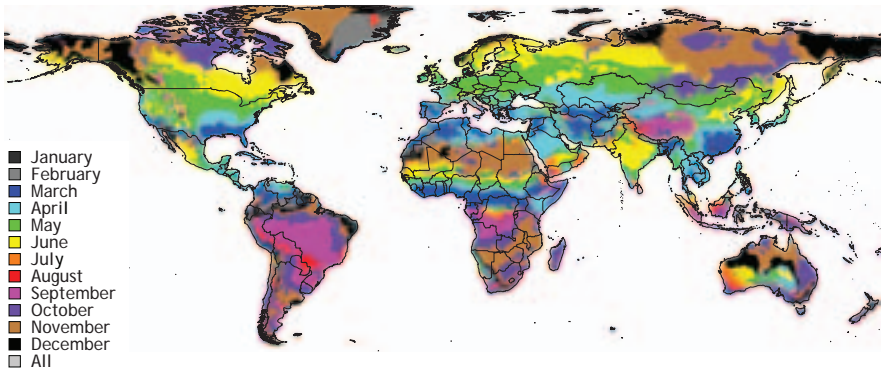 January
February
March
April
May
June
July
August
September
October
November
December
All